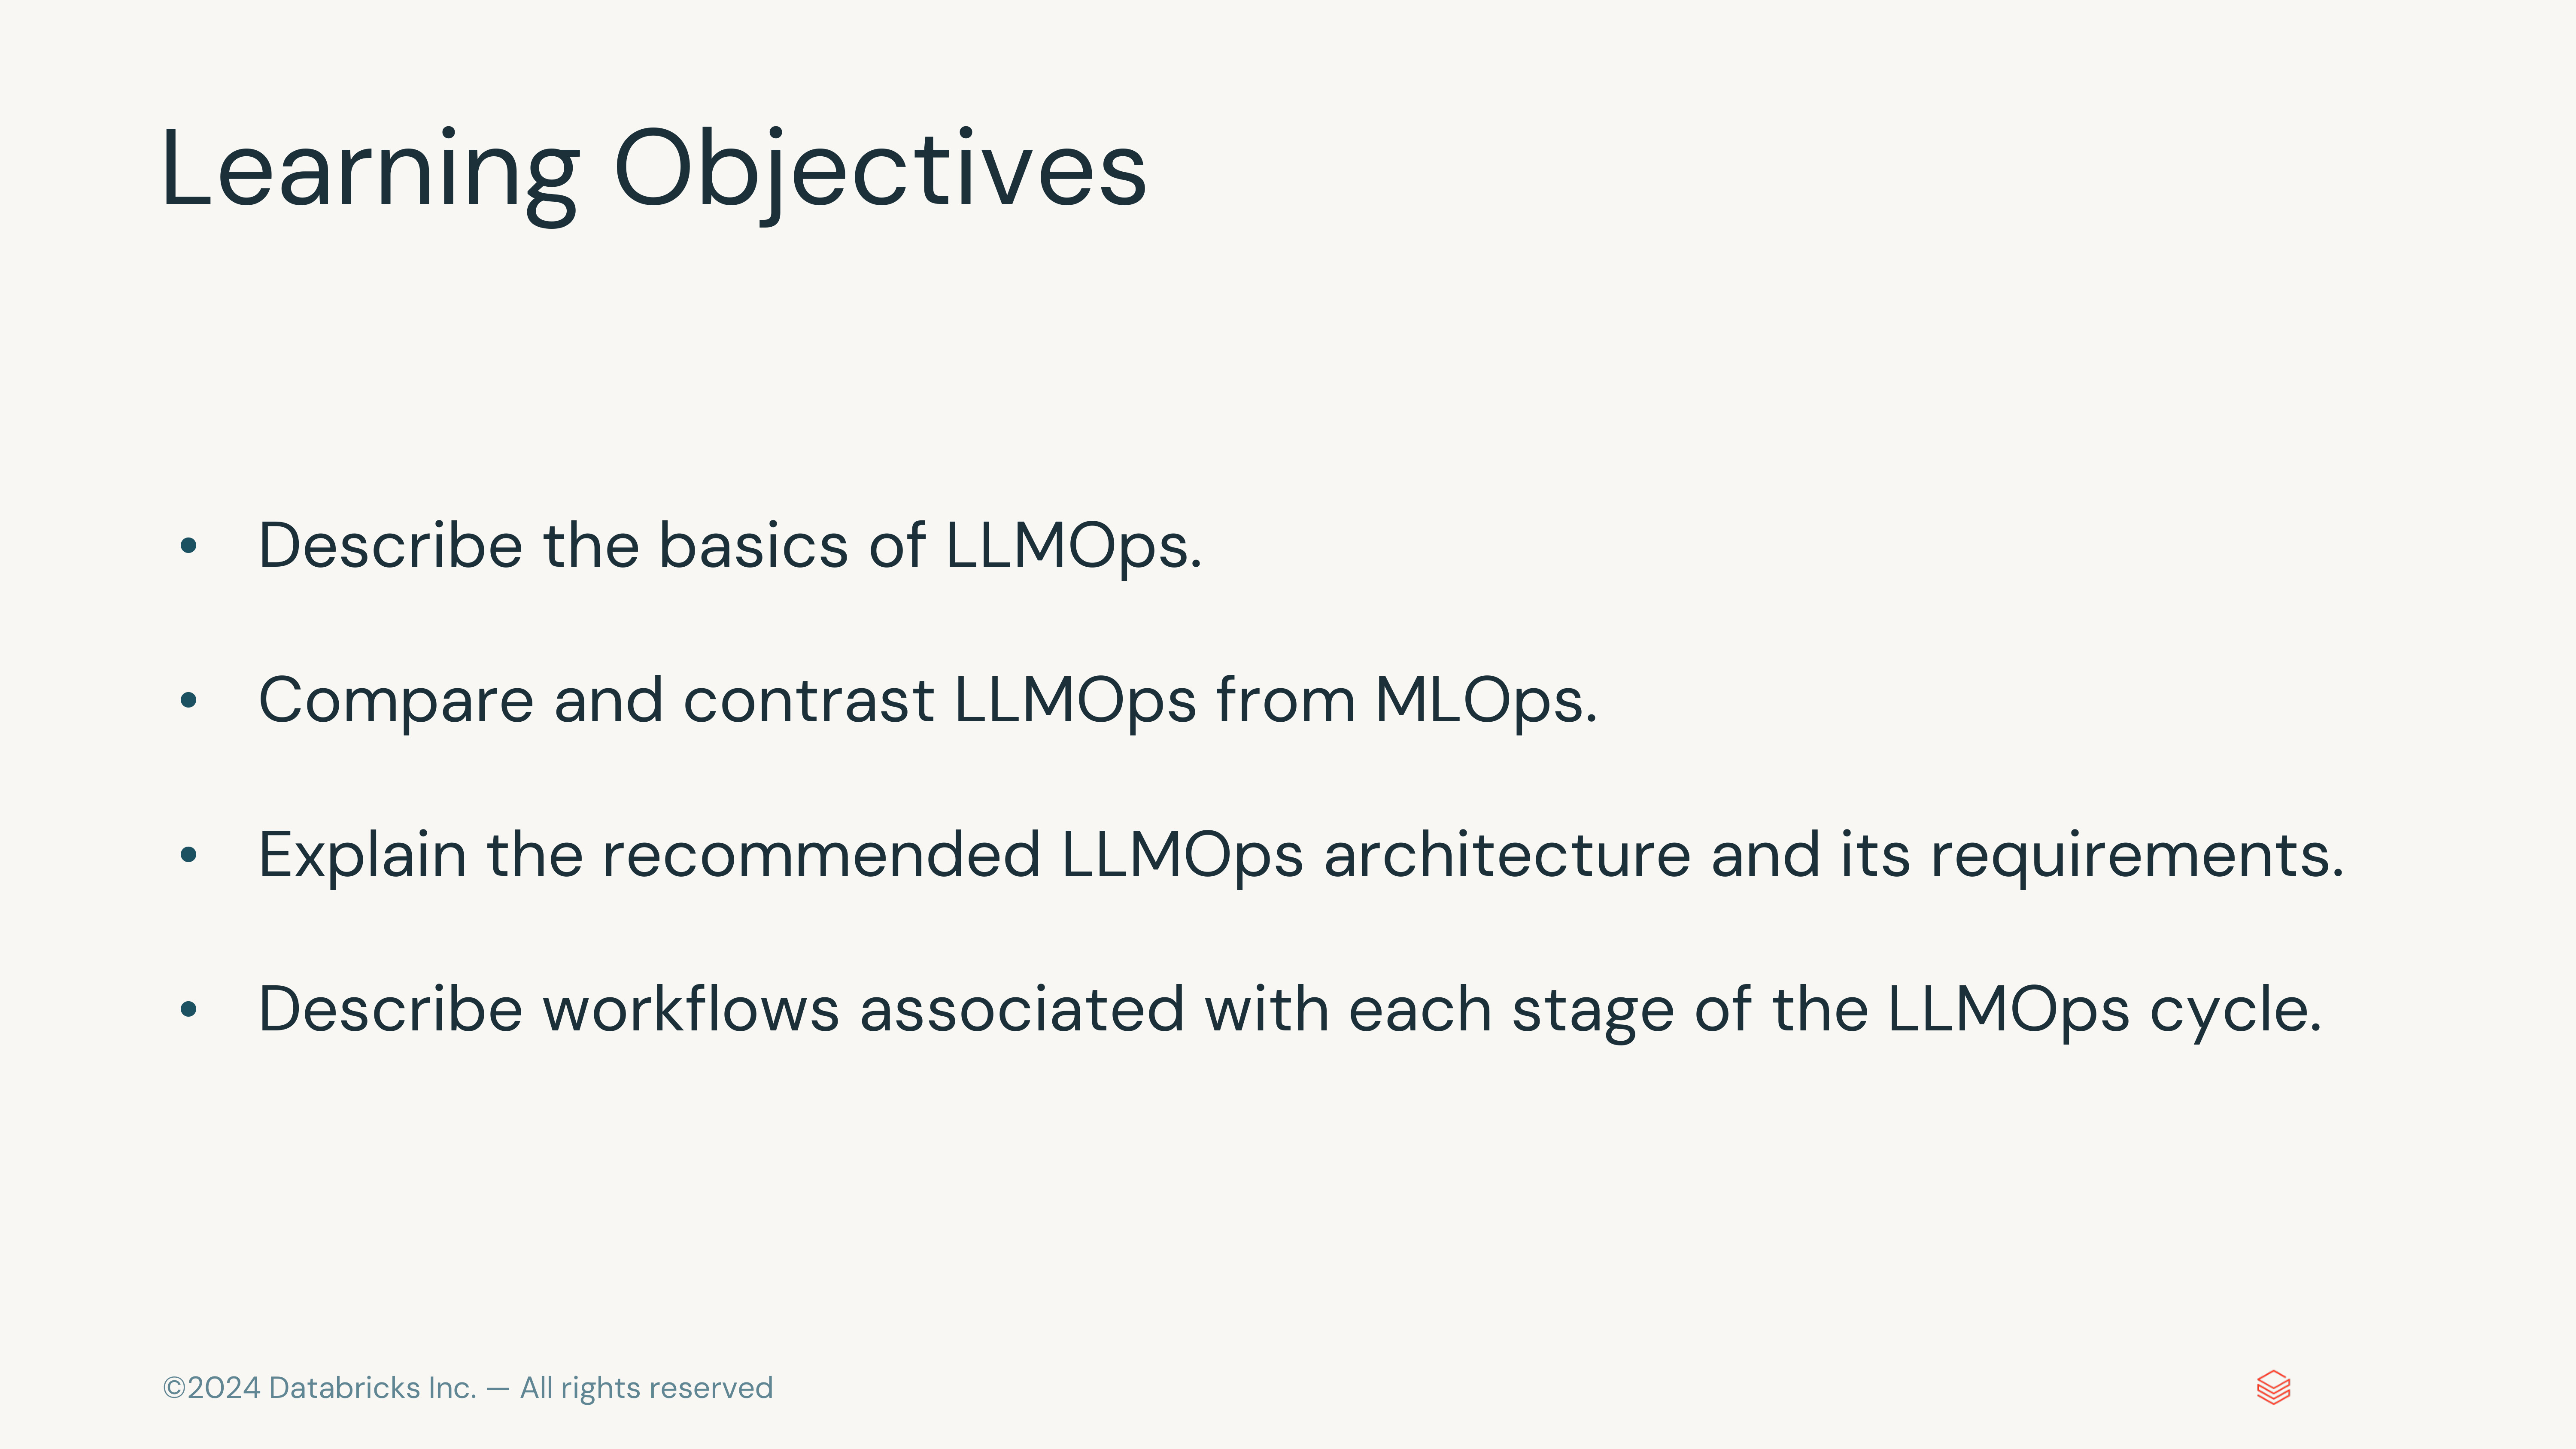 Learning Objectives
• Describe the basics of LLMOps.
• Compare and contrast LLMOps from MLOps.
• Explain the recommended LLMOps architecture and its requirements.
• Describe workflows associated with each stage of the LLMOps cycle.
©2024 Databricks Inc. — All rights reserved